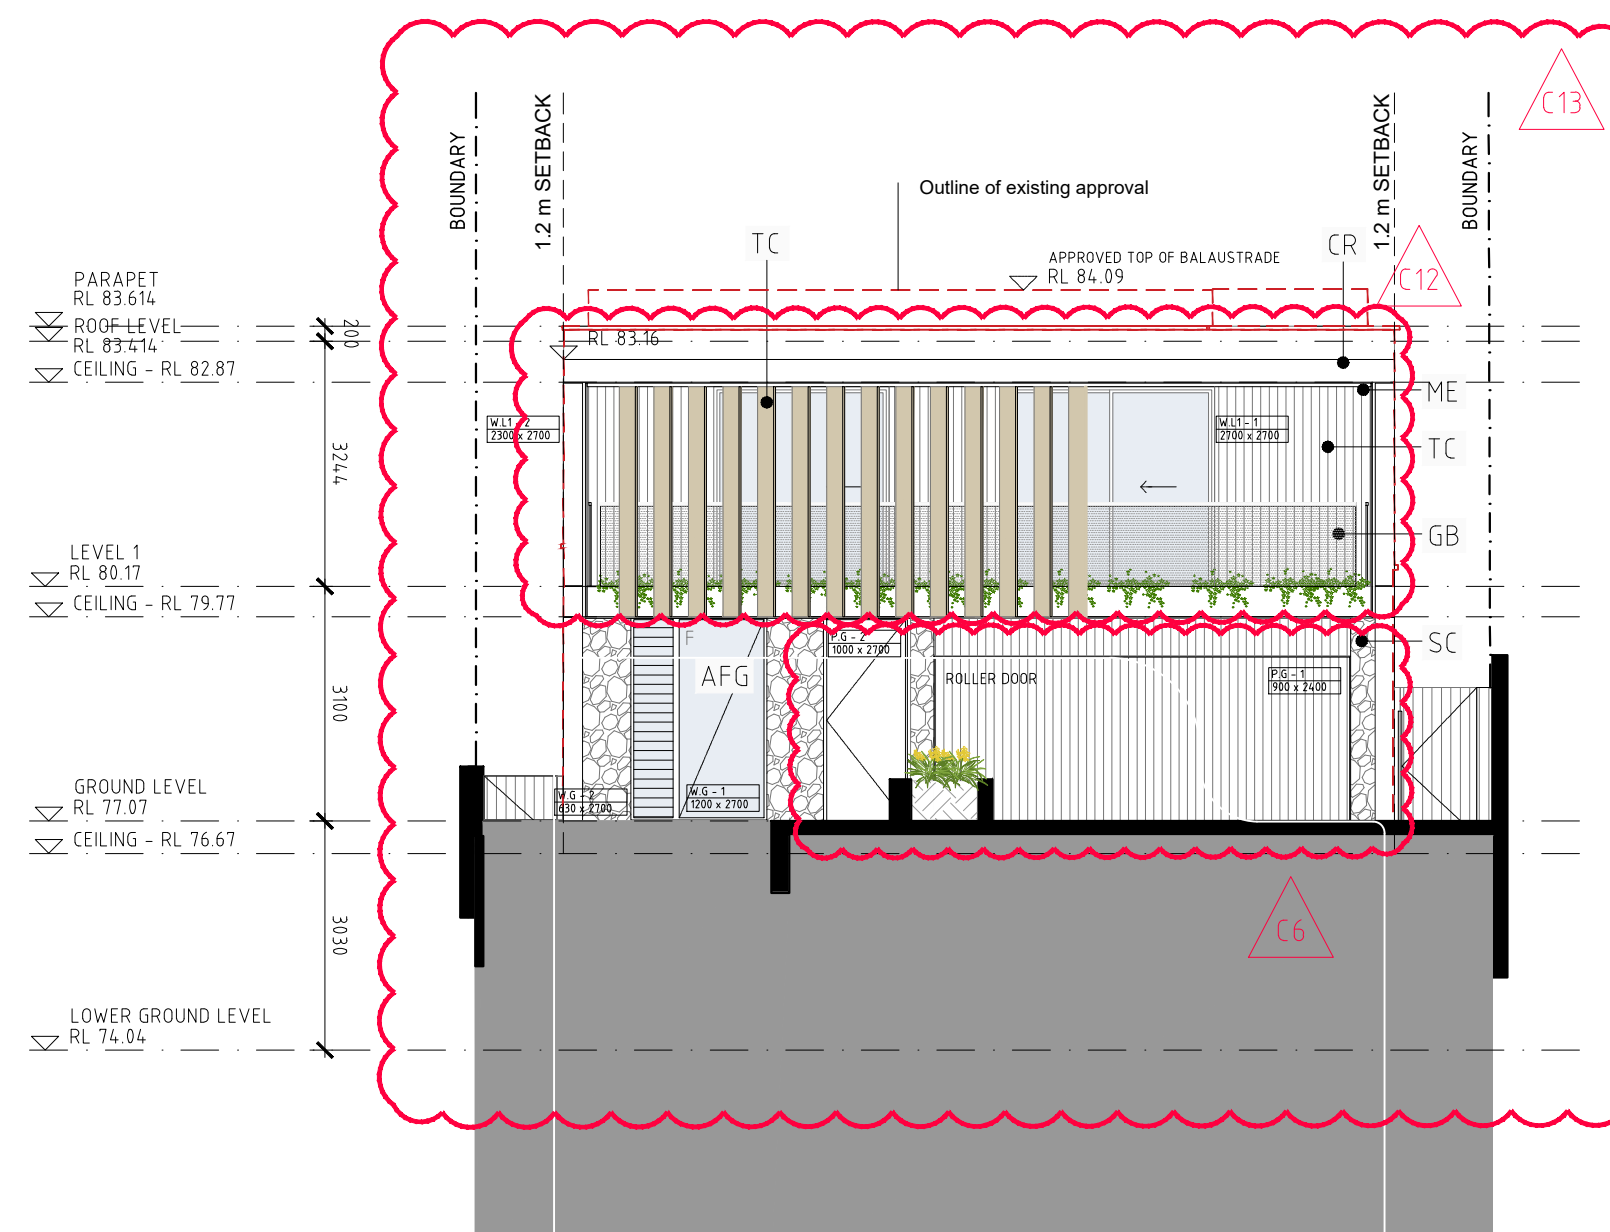 C13
BOUNDARY
1.2 m SETBACK
1.2 m SETBACK
BOUNDARY
Outline of existing approval
TC
CR
APPROVED TOP OF BALAUSTRADE
RL 84.09
C12
PARAPET
RL 83.614
ROOF LEVEL
RL 83.414
200
RL 83.16
CEILING - RL 82.87
ME
W.L1 - 2
2300 x 2700
W.L1 - 1
2700 x 2700
TC
3244
GB
LEVEL 1
RL 80.17
CEILING - RL 79.77
F
P.G - 2
1000 x 2700
SC
AFG
ROLLER DOOR
P.G - 1
900 x 2400
3100
GROUND LEVEL
RL 77.07
W.G - 2
630 x 2700
W.G - 1
1200 x 2700
CEILING - RL 76.67
3030
C6
LOWER GROUND LEVEL
RL 74.04